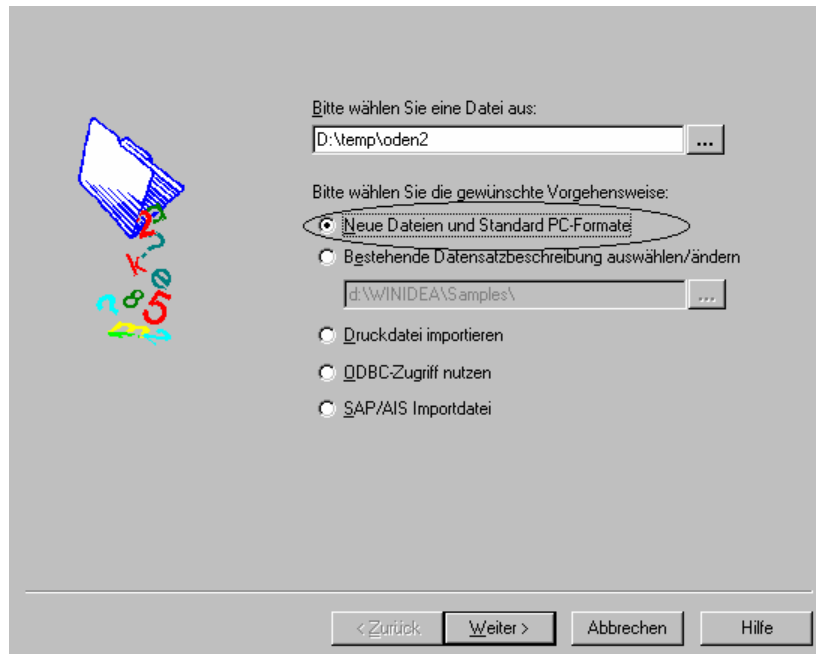 Bitte wählen Sie eine Datei aus:
D:\temp\oden2
...
Bitte wählen Sie die gewünschte Vorgehensweise:
Neue Dateien und Standard PC-Formate
Bestehende Datensatzbeschreibung auswählen/ändern
d:\WINIDEA\Samples\
...
Druckdatei importieren
ODBC-Zugriff nutzen
SAP/AIS Importdatei
< Zurück Weiter > Abbrechen Hilfe